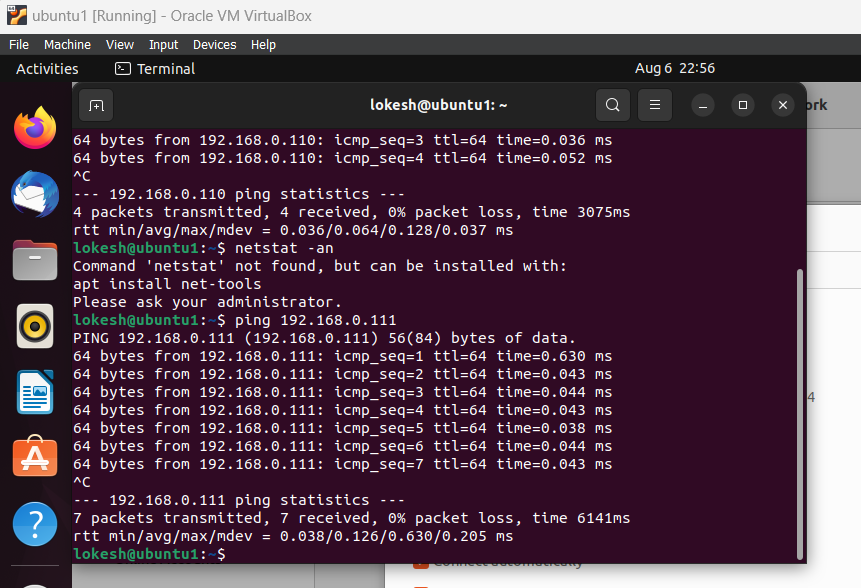 ubuntu1 [Running] - Oracle VM VirtualBox
File Machine View Input Devices Help
Activities Terminal Aug 6 22:56
lokesh@ubuntu1: ~
64 bytes from 192.168.0.110: icmp_seq=3 ttl=64 time=0.036 ms
64 bytes from 192.168.0.110: icmp_seq=4 ttl=64 time=0.052 ms
^C
--- 192.168.0.110 ping statistics ---
4 packets transmitted, 4 received, 0% packet loss, time 3075ms
rtt min/avg/max/mdev = 0.036/0.064/0.128/0.037 ms
lokesh@ubuntu1:~$ netstat -an
Command 'netstat' not found, but can be installed with:
apt install net-tools
Please ask your administrator.
lokesh@ubuntu1:~$ ping 192.168.0.111
PING 192.168.0.111 (192.168.0.111) 56(84) bytes of data.
64 bytes from 192.168.0.111: icmp_seq=1 ttl=64 time=0.630 ms
64 bytes from 192.168.0.111: icmp_seq=2 ttl=64 time=0.043 ms
64 bytes from 192.168.0.111: icmp_seq=3 ttl=64 time=0.044 ms
64 bytes from 192.168.0.111: icmp_seq=4 ttl=64 time=0.043 ms
64 bytes from 192.168.0.111: icmp_seq=5 ttl=64 time=0.038 ms
64 bytes from 192.168.0.111: icmp_seq=6 ttl=64 time=0.044 ms
64 bytes from 192.168.0.111: icmp_seq=7 ttl=64 time=0.043 ms
^C
--- 192.168.0.111 ping statistics ---
7 packets transmitted, 7 received, 0% packet loss, time 6141ms
rtt min/avg/max/mdev = 0.038/0.126/0.630/0.205 ms
lokesh@ubuntu1:~$
Connect automatically